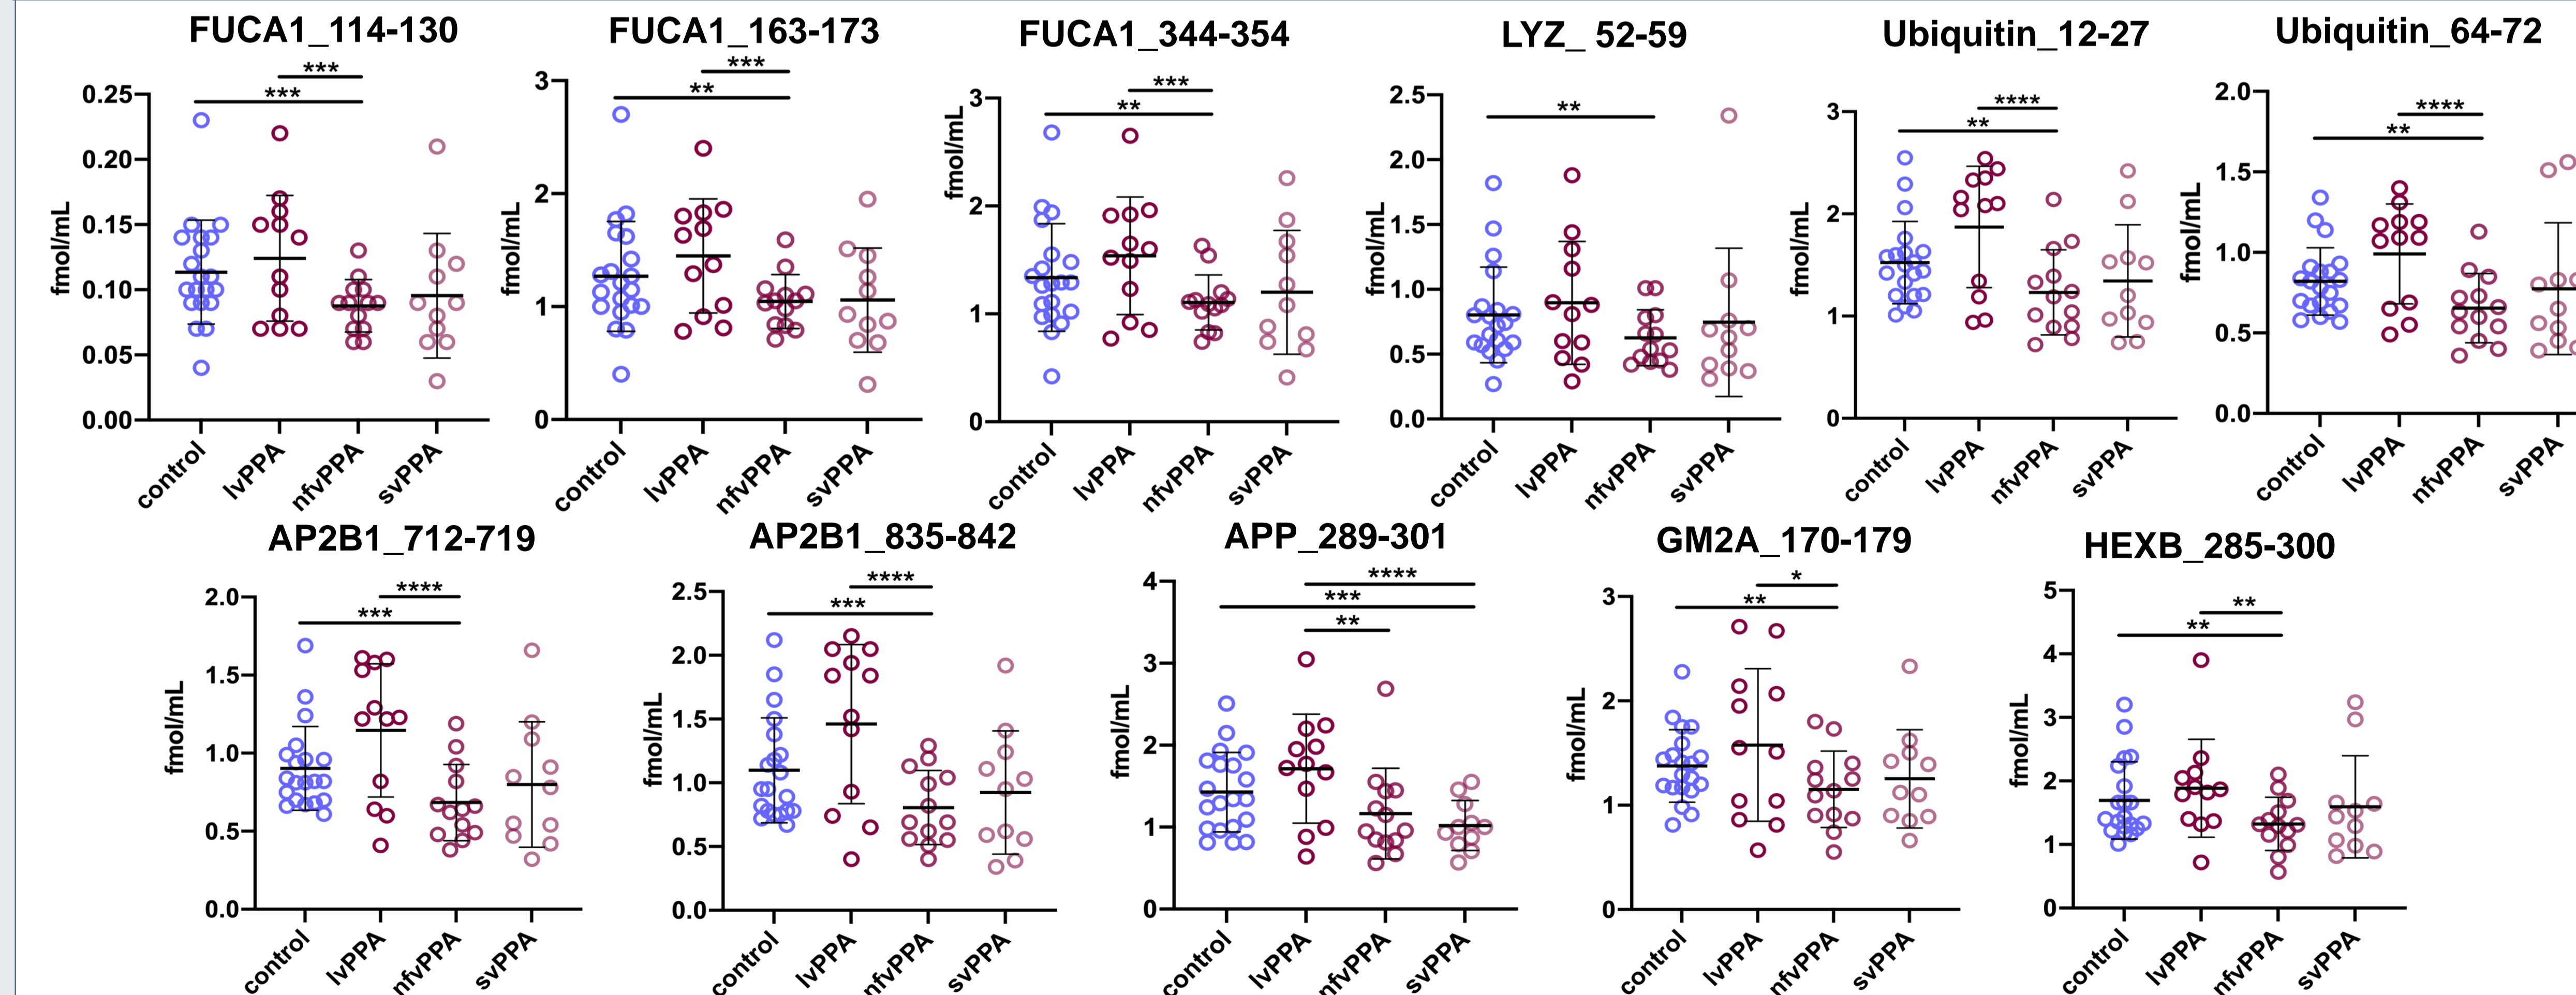 FUCA1_114-130
***
***
0.25
0.20
0.15
0.10
0.05
0.00
fmol/mL
control
lvPPA
nfvPPA
svPPA
FUCA1_163-173
***
**
3
2
1
0
fmol/mL
control
lvPPA
nfvPPA
svPPA
FUCA1_344-354
***
**
3
2
1
0
fmol/mL
control
lvPPA
nfvPPA
svPPA
LYZ_ 52-59
**
2.5
2.0
1.5
1.0
0.5
0.0
fmol/mL
control
lvPPA
nfvPPA
svPPA
Ubiquitin_12-27
****
**
3
2
1
0
fmol/mL
control
lvPPA
nfvPPA
svPPA
Ubiquitin_64-72
****
**
2.0
1.5
1.0
0.5
0.0
fmol/mL
control
lvPPA
nfvPPA
svPPA
AP2B1_712-719
****
***
2.0
1.5
1.0
0.5
0.0
fmol/mL
control
lvPPA
nfvPPA
svPPA
AP2B1_835-842
****
***
2.5
2.0
1.5
1.0
0.5
0.0
fmol/mL
control
lvPPA
nfvPPA
svPPA
APP_289-301
****
***
**
4
3
2
1
0
fmol/mL
control
lvPPA
nfvPPA
svPPA
GM2A_170-179
*
**
3
2
1
0
fmol/mL
control
lvPPA
nfvPPA
svPPA
HEXB_285-300
**
**
5
4
3
2
1
0
fmol/mL
control
lvPPA
nfvPPA
svPPA